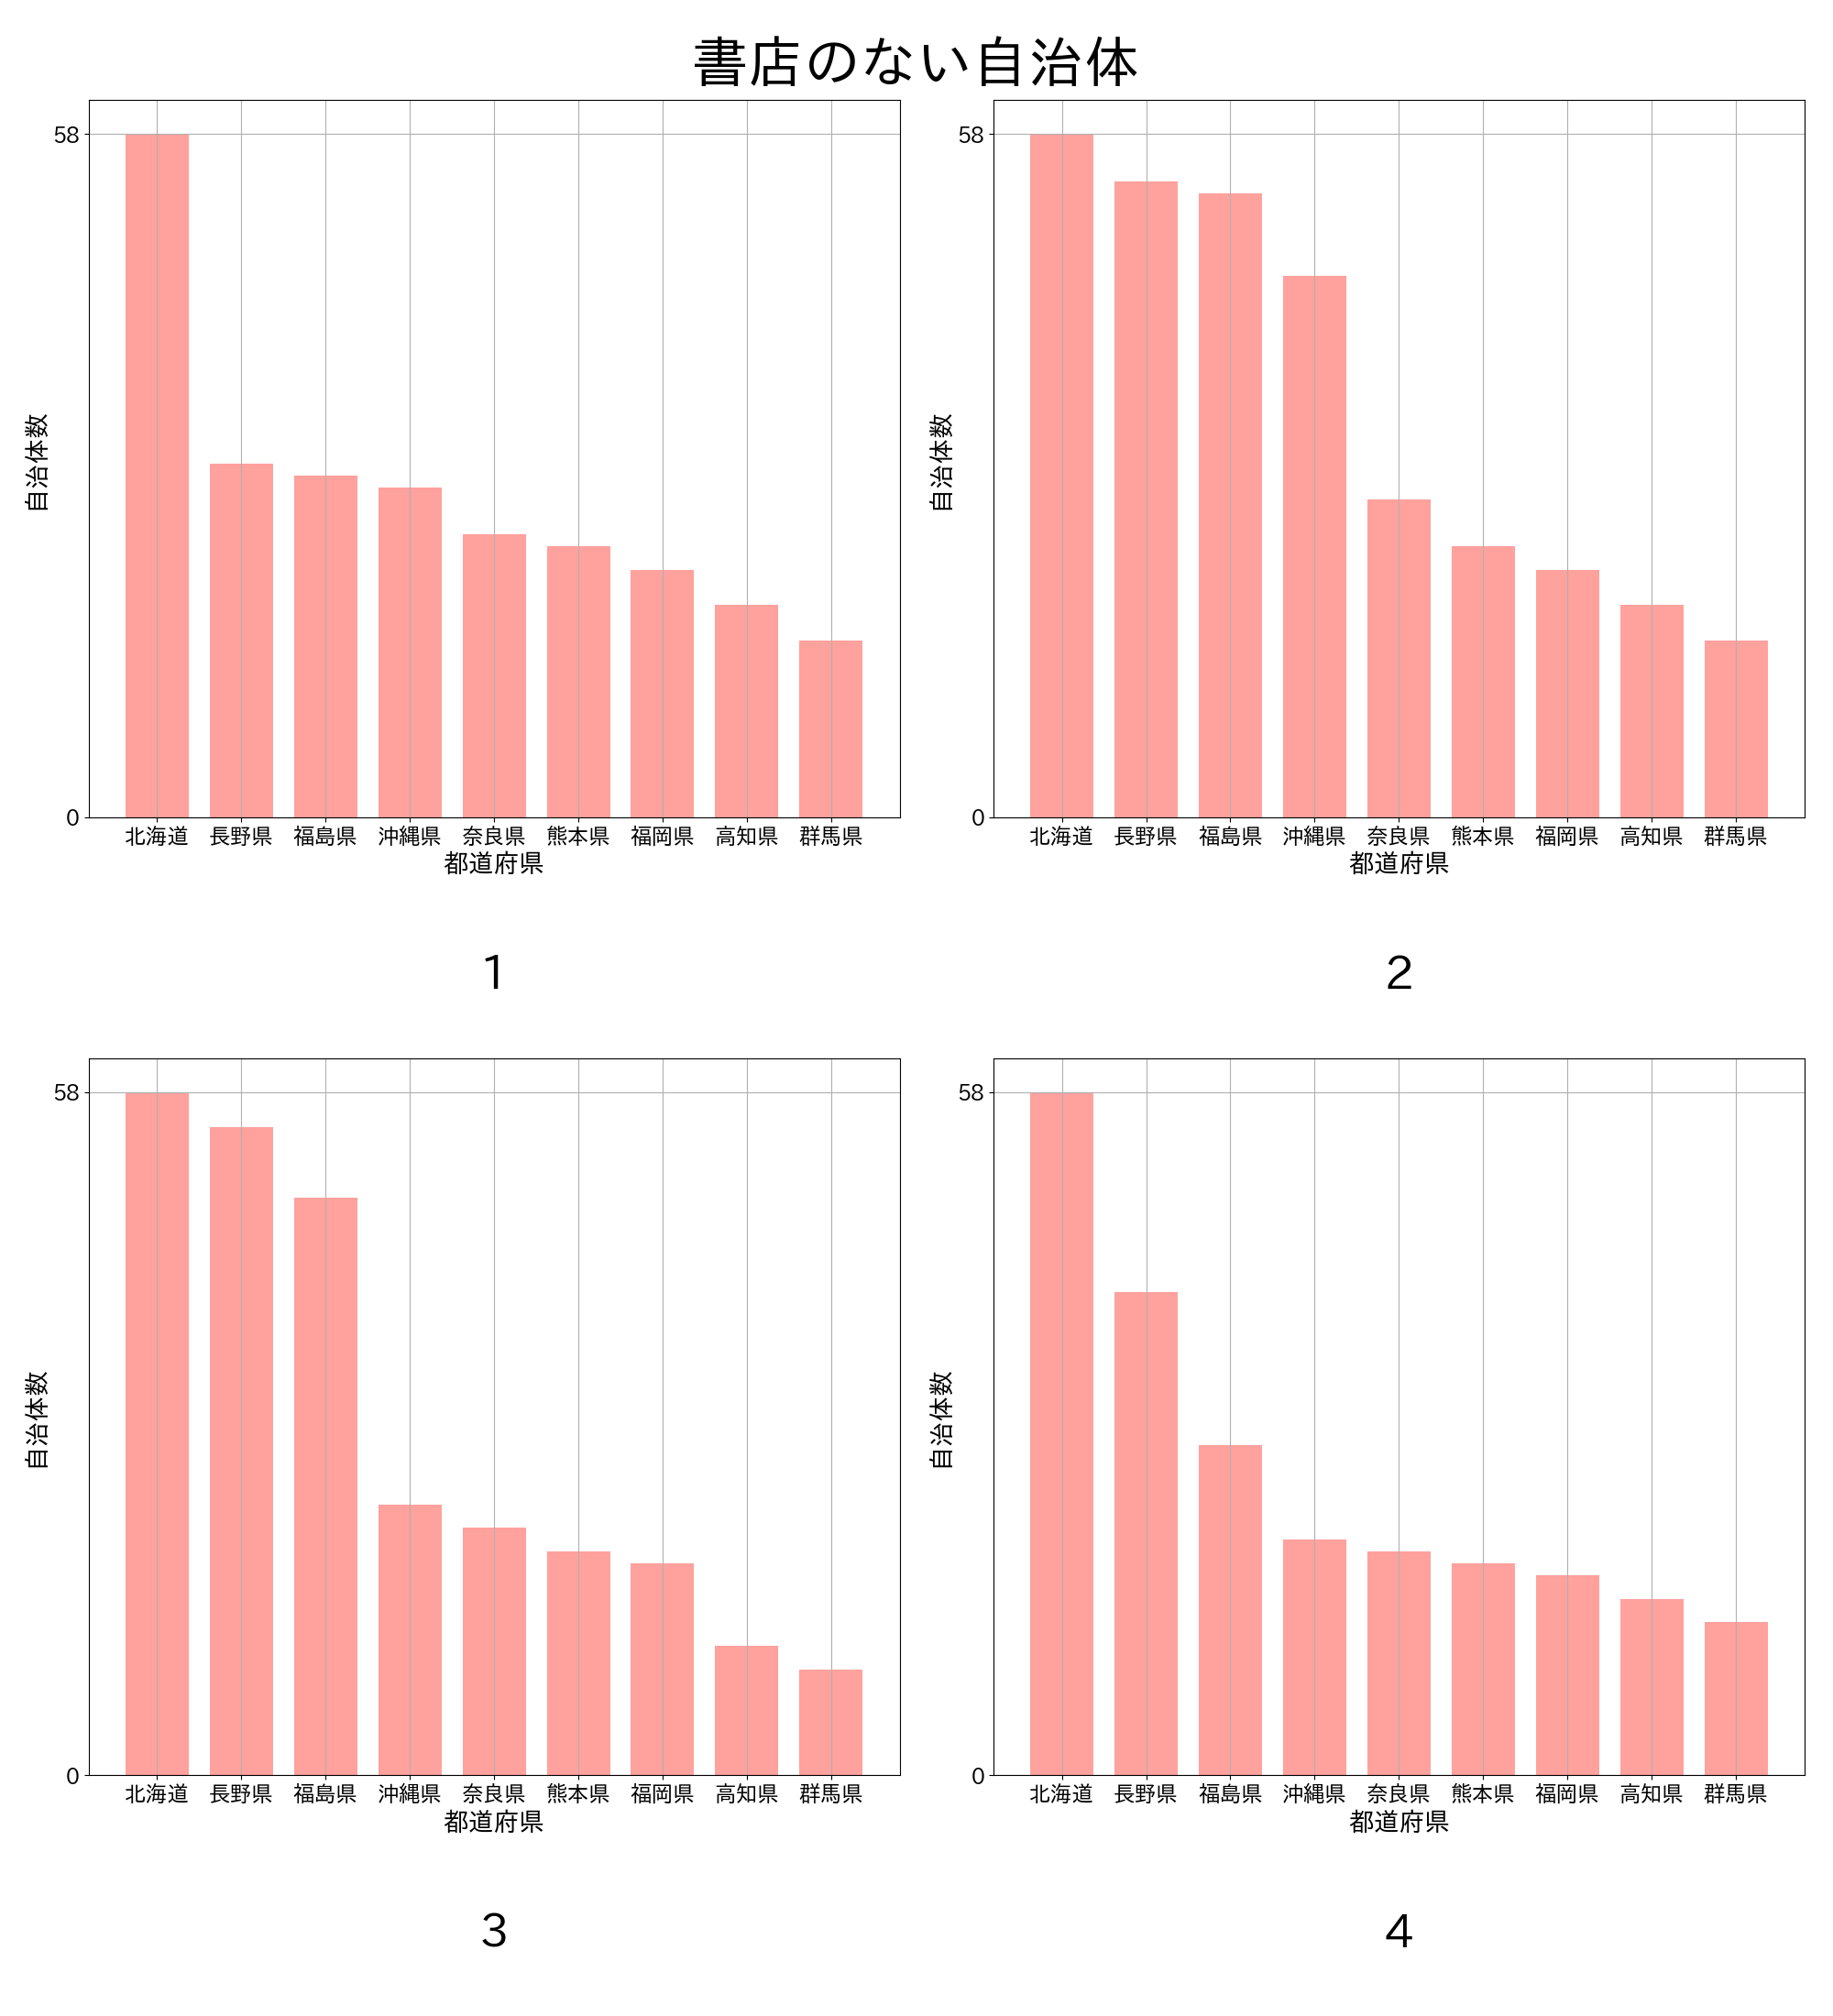 書店のない自治体
58
0
自治体数
北海道 長野県 福島県 沖縄県 奈良県 熊本県 福岡県 高知県 群馬県
都道府県
1
58
0
自治体数
北海道 長野県 福島県 沖縄県 奈良県 熊本県 福岡県 高知県 群馬県
都道府県
2
58
0
自治体数
北海道 長野県 福島県 沖縄県 奈良県 熊本県 福岡県 高知県 群馬県
都道府県
3
58
0
自治体数
北海道 長野県 福島県 沖縄県 奈良県 熊本県 福岡県 高知県 群馬県
都道府県
4